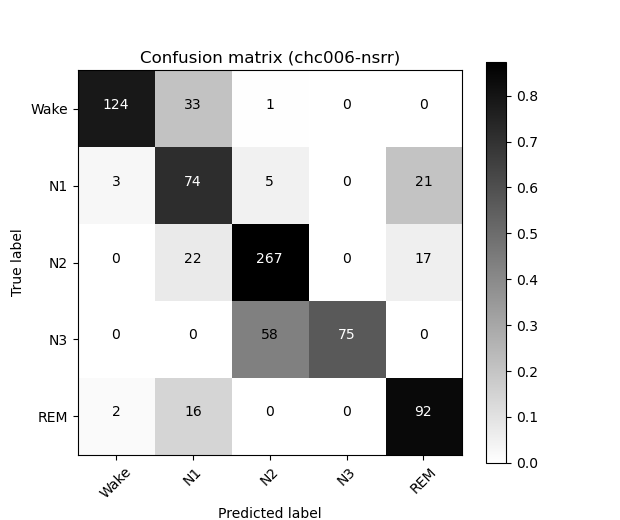 Confusion matrix (chc006-nsrr)
Wake 124 33 1 0 0
N1 3 74 5 0 21
N2 0 22 267 0 17
N3 0 0 58 75 0
REM 2 16 0 0 92
Wake N1 N2 N3 REM
Predicted label
True label
0.8
0.7
0.6
0.5
0.4
0.3
0.2
0.1
0.0